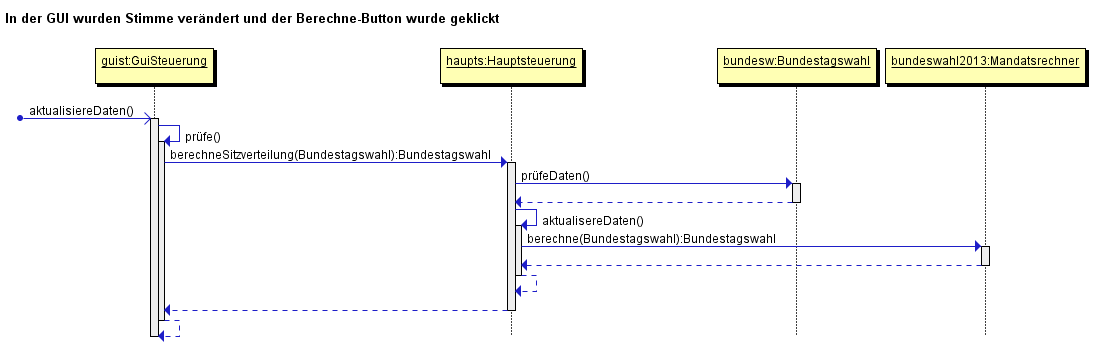 In der GUI wurden Stimme verändert und der Berechne-Button wurde geklickt
guist:GuiSteuerung
haupts:Hauptsteuerung
bundesw:Bundestagswahl
bundeswahl2013:Mandatsrechner
aktualisiereDaten()
prüfe()
berechneSitzverteilung(Bundestagswahl):Bundestagswahl
prüfeDaten()
aktualisereDaten()
berechne(Bundestagswahl):Bundestagswahl